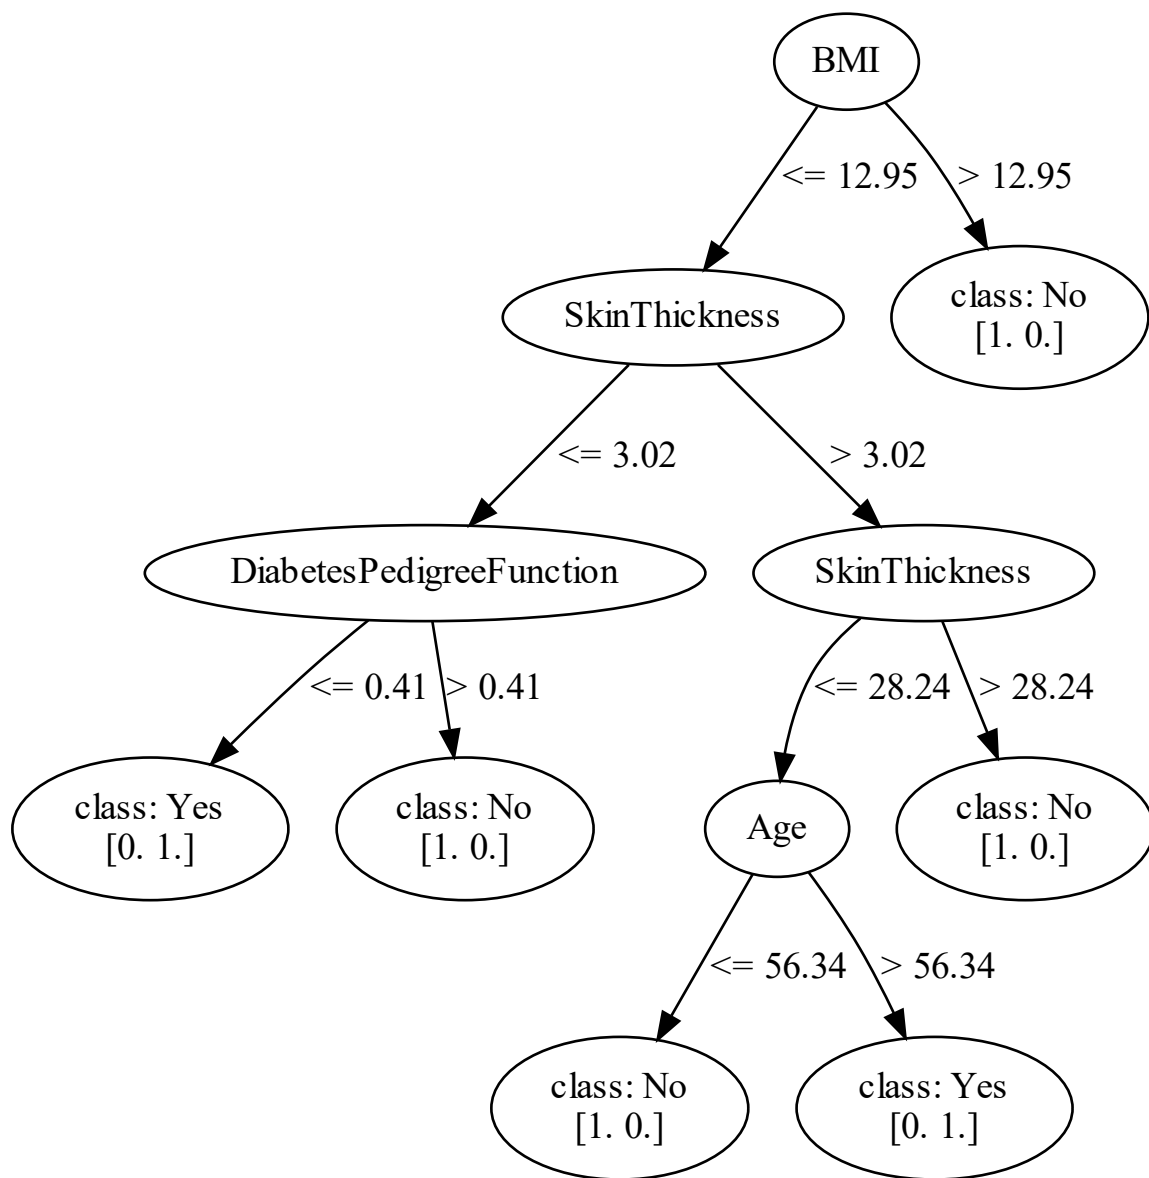 BMI
<= 12.95
> 12.95
SkinThickness
class: No
[1. 0.]
<= 3.02
> 3.02
DiabetesPedigreeFunction
SkinThickness
<= 0.41
> 0.41
<= 28.24
> 28.24
class: Yes
[0. 1.]
class: No
[1. 0.]
Age
class: No
[1. 0.]
<= 56.34
> 56.34
class: No
[1. 0.]
class: Yes
[0. 1.]